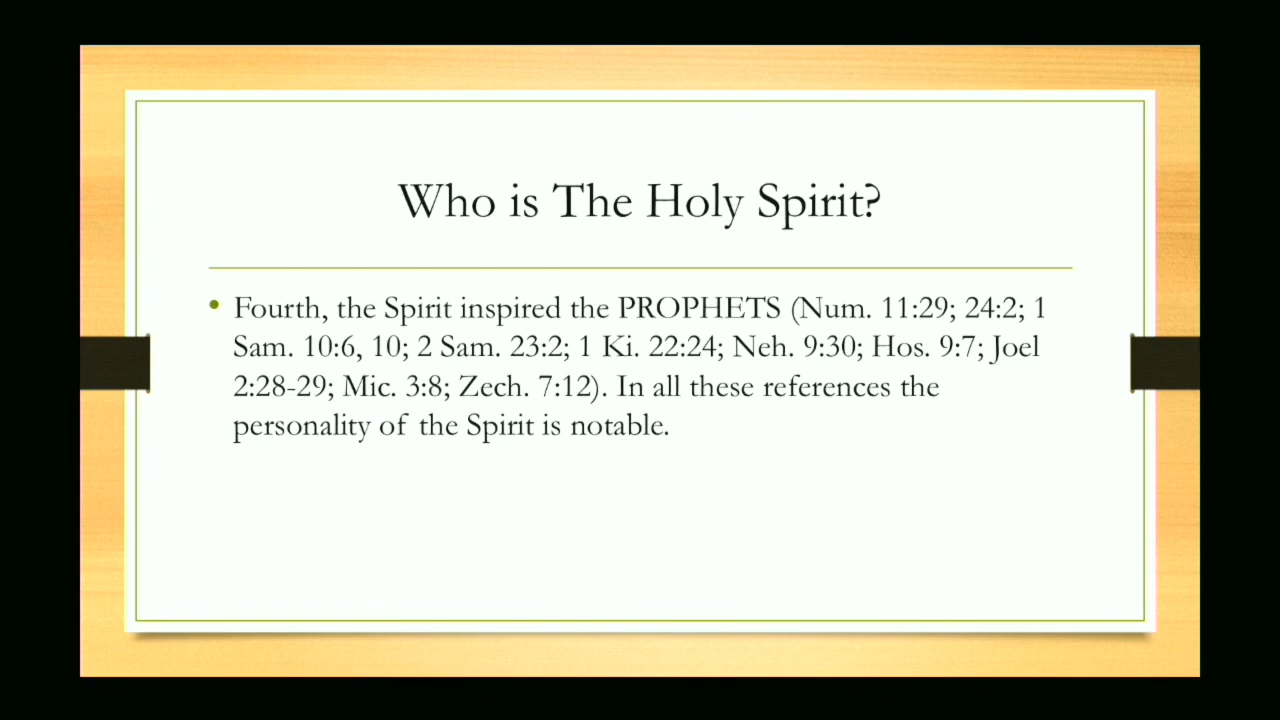 Who is The Holy Spirit?
• Fourth, the Spirit inspired the PROPHETS (Num. 11:29; 24:2; 1
Sam. 10:6, 10; 2 Sam. 23:2; 1 Ki. 22:24; Neh. 9:30; Hos. 9:7; Joel
2:28-29; Mic. 3:8; Zech. 7:12). In all these references the
personality of the Spirit is notable.